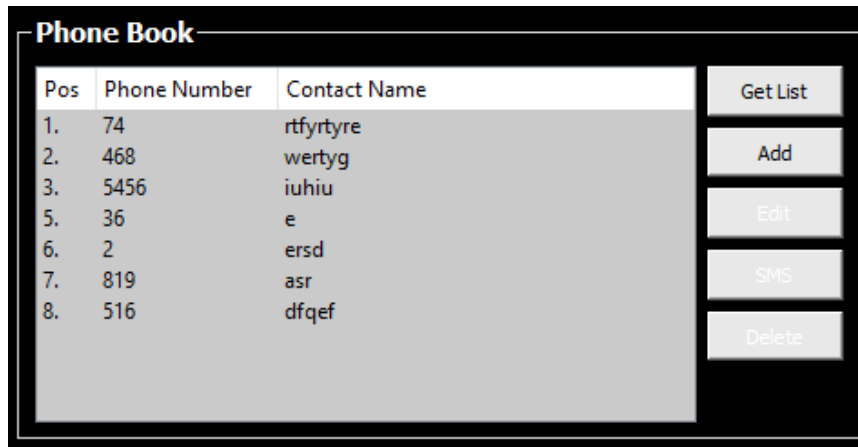 Phone Book
Pos Phone Number Contact Name
1. 74 rtfyrtyre
2. 468 wertyg
3. 5456 iuhiu
5. 36 e
6. 2 ersd
7. 819 asr
8. 516 dfqef
Get List
Add
Edit
SMS
Delete